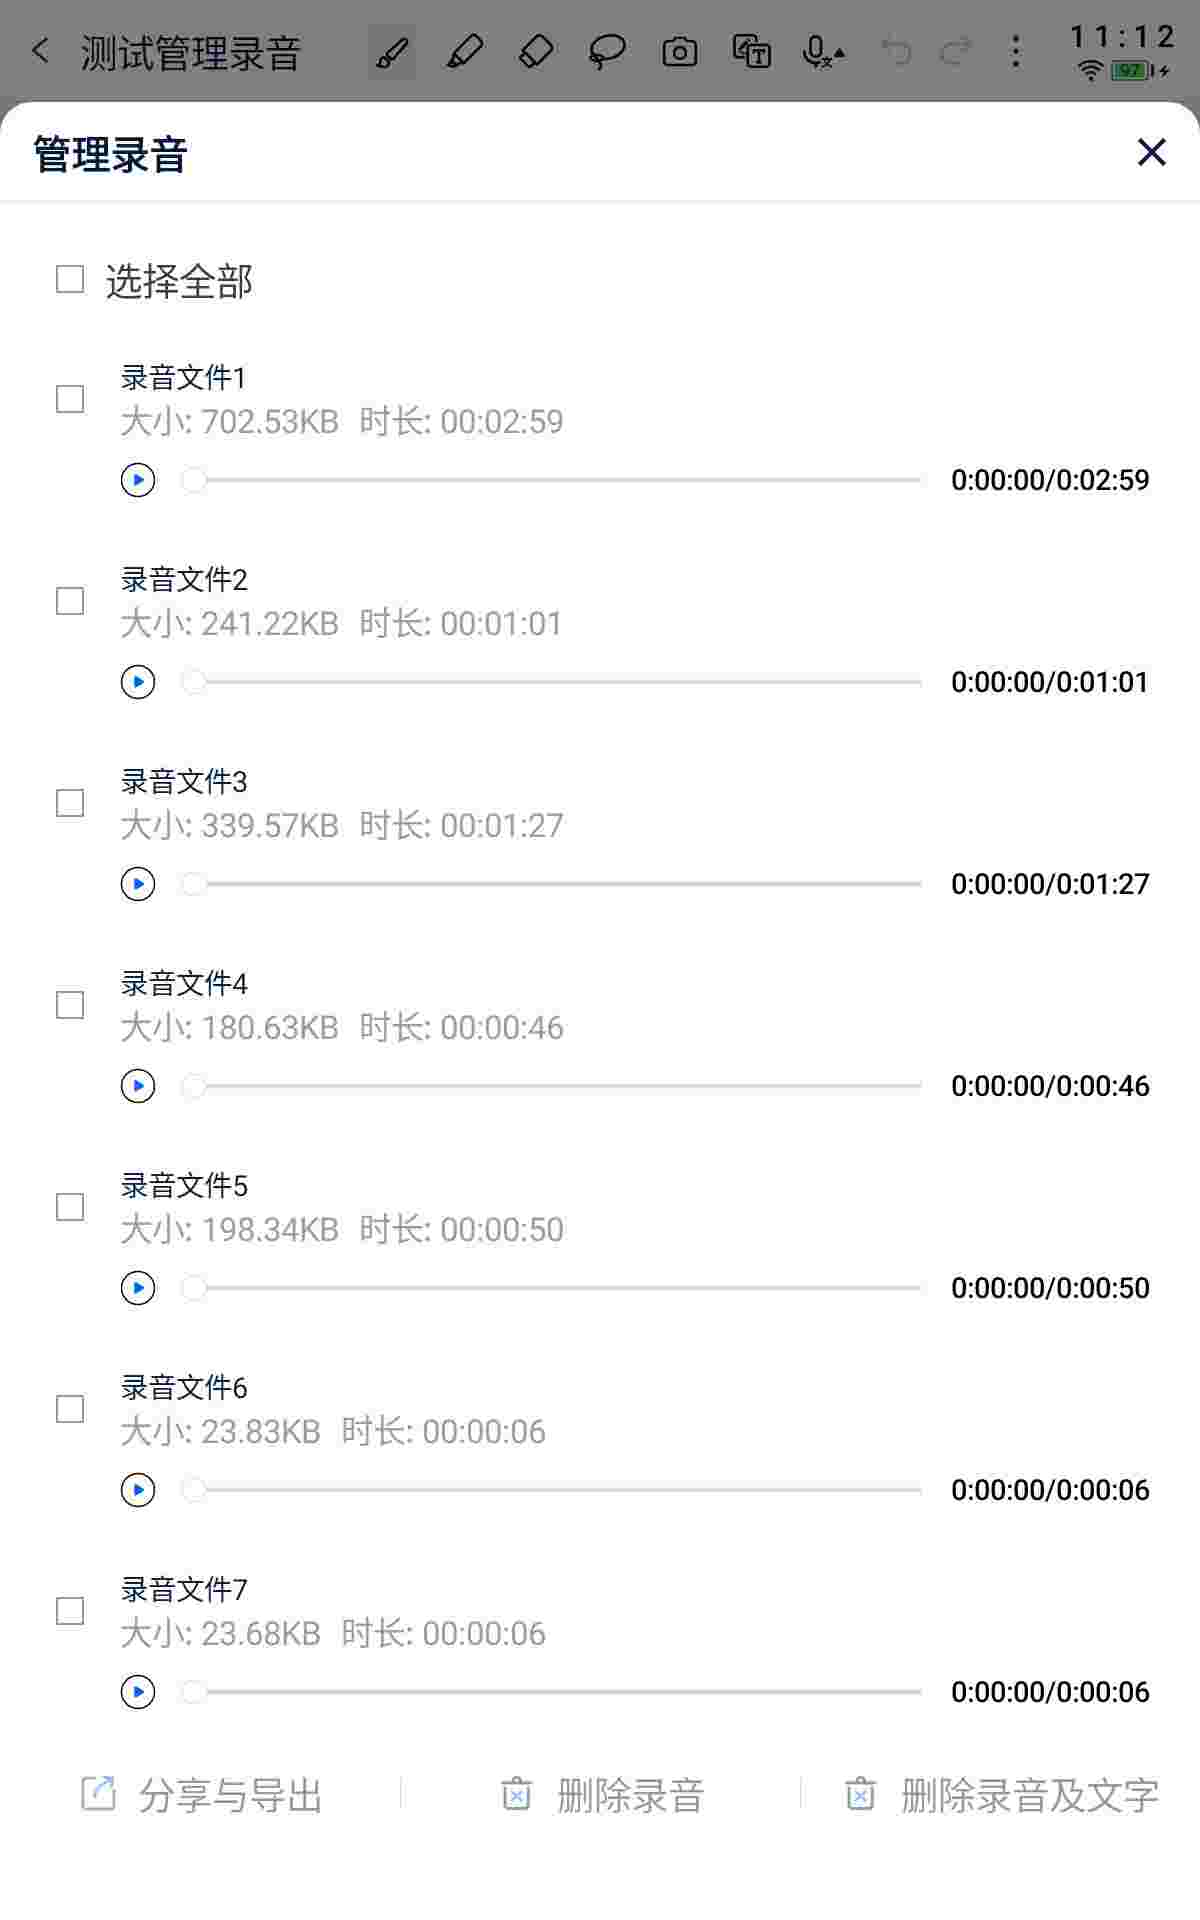 测试管理录音
11:12
97
管理录音
选择全部
录音文件1
大小: 702.53KB 时长: 00:02:59
0:00:00/0:02:59
录音文件2
大小: 241.22KB 时长: 00:01:01
0:00:00/0:01:01
录音文件3
大小: 339.57KB 时长: 00:01:27
0:00:00/0:01:27
录音文件4
大小: 180.63KB 时长: 00:00:46
0:00:00/0:00:46
录音文件5
大小: 198.34KB 时长: 00:00:50
0:00:00/0:00:50
录音文件6
大小: 23.83KB 时长: 00:00:06
0:00:00/0:00:06
录音文件7
大小: 23.68KB 时长: 00:00:06
0:00:00/0:00:06
分享与导出 删除录音 删除录音及文字